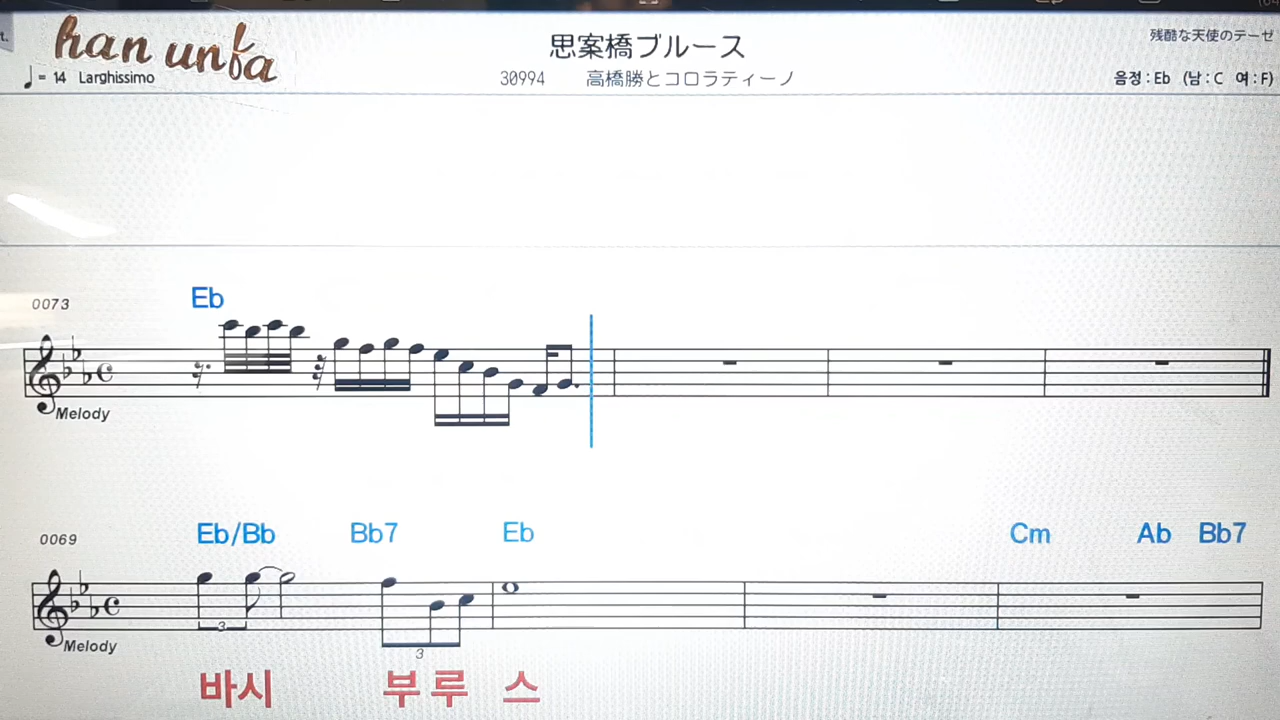 t.
han unba
思案橋ブルース
残酷な天使のテーゼ
♩= 14 Larghissimo
30994 高橋勝とコロラティーノ
음정 : Eb (남 : C 여 : F)
0073
Eb
Melody
0069
Eb/Bb Bb7 Eb Cm Ab Bb7
3
3
Melody
바시 부루 스